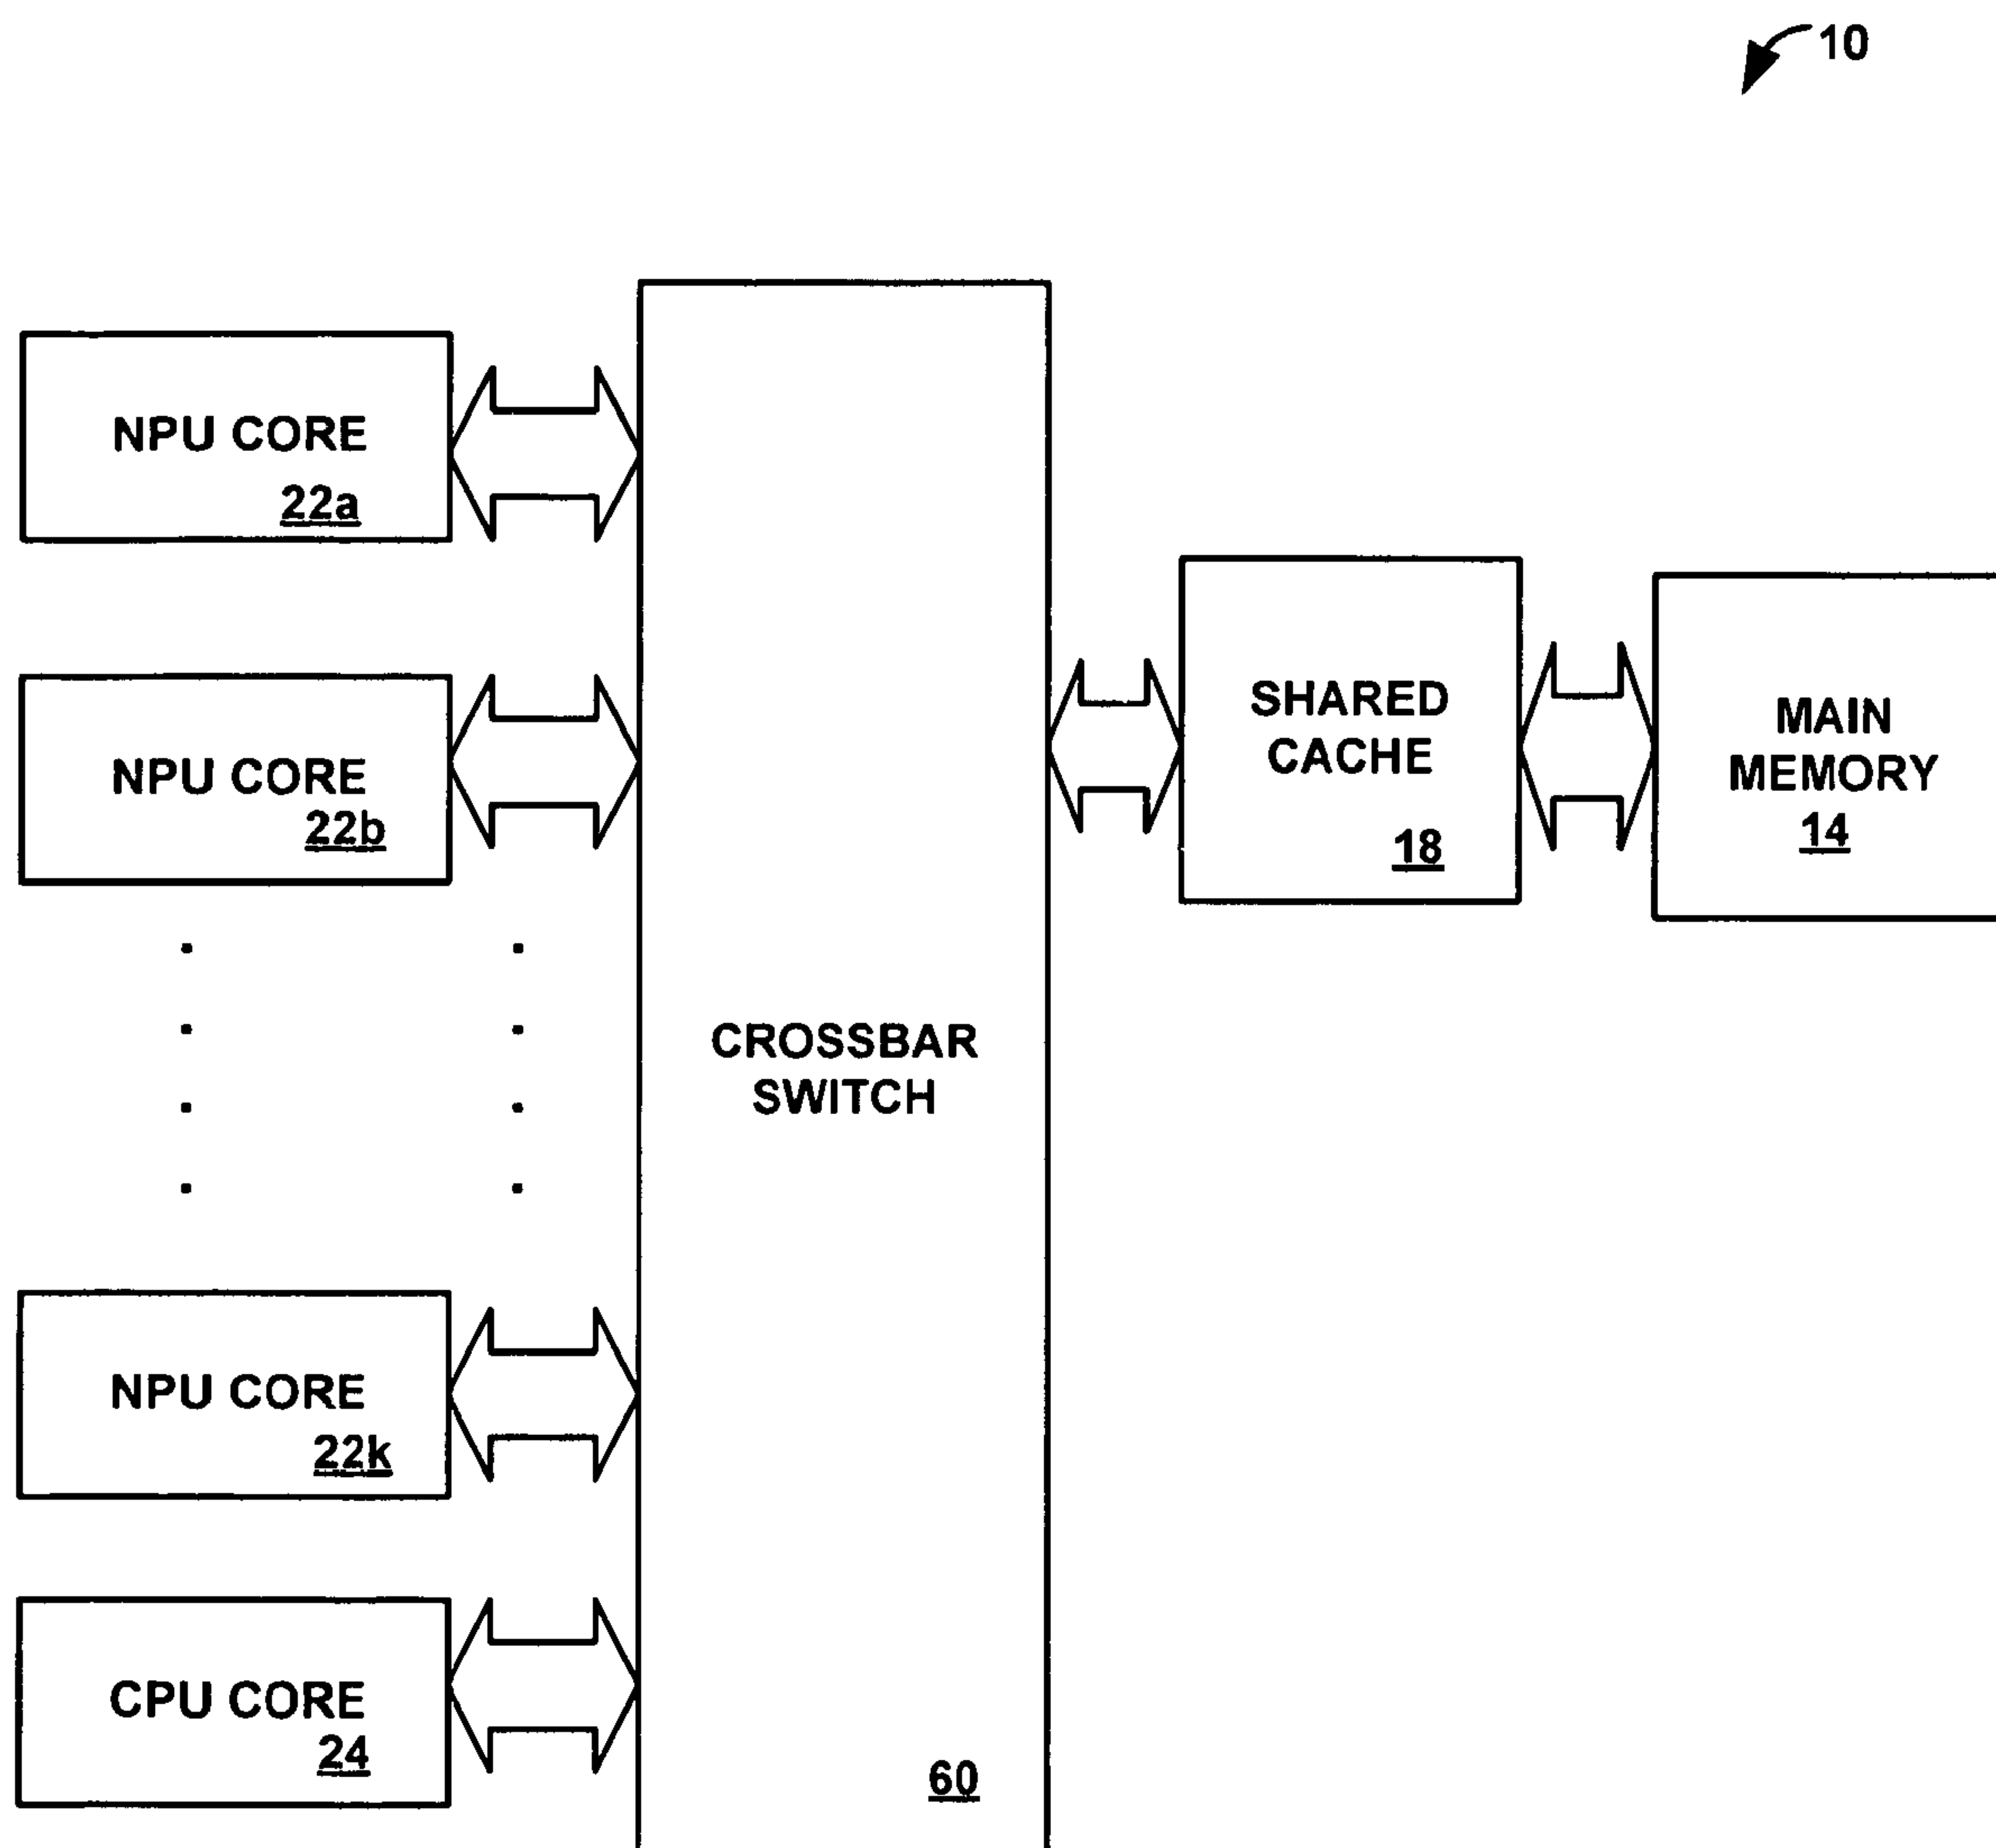 10
NPU CORE
22a
NPU CORE
22b
SHARED
CACHE
18
MAIN
MEMORY
14
CROSSBAR
SWITCH
NPU CORE
22k
CPU CORE
24
60